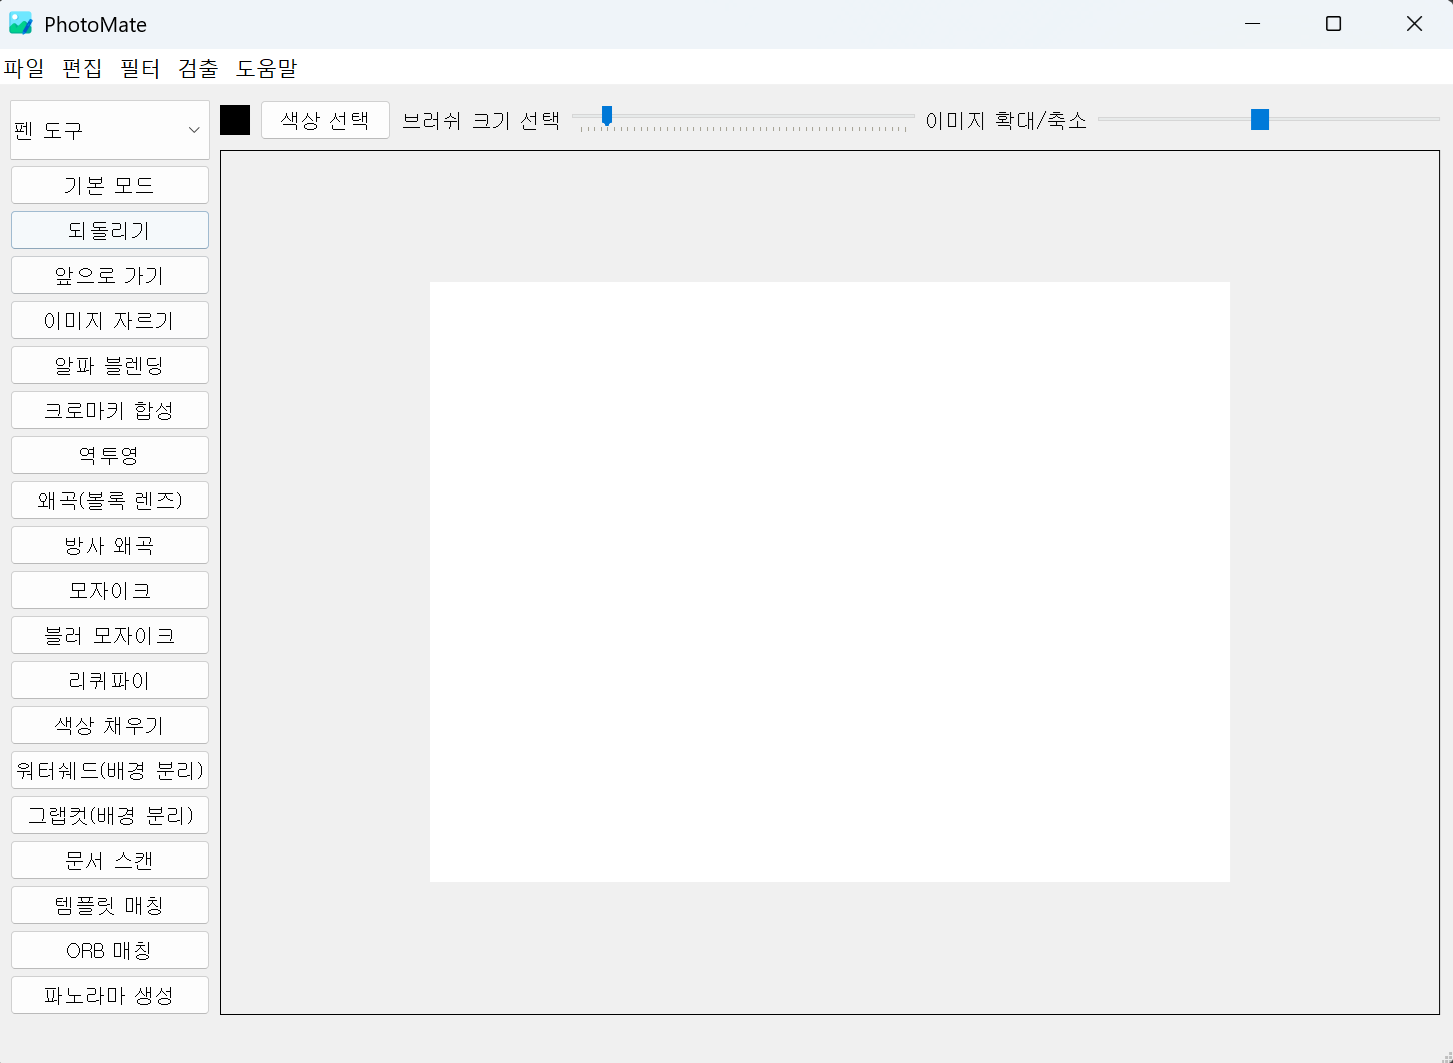 PhotoMate
파일 편집 필터 검출 도움말
펜 도구
색상 선택 브러쉬 크기 선택 이미지 확대/축소
기본 모드
되돌리기
앞으로 가기
이미지 자르기
알파 블렌딩
크로마키 합성
역투영
왜곡(볼록 렌즈)
방사 왜곡
모자이크
블러 모자이크
리퀴파이
색상 채우기
워터쉐드(배경 분리)
그랩컷(배경 분리)
문서 스캔
템플릿 매칭
ORB 매칭
파노라마 생성